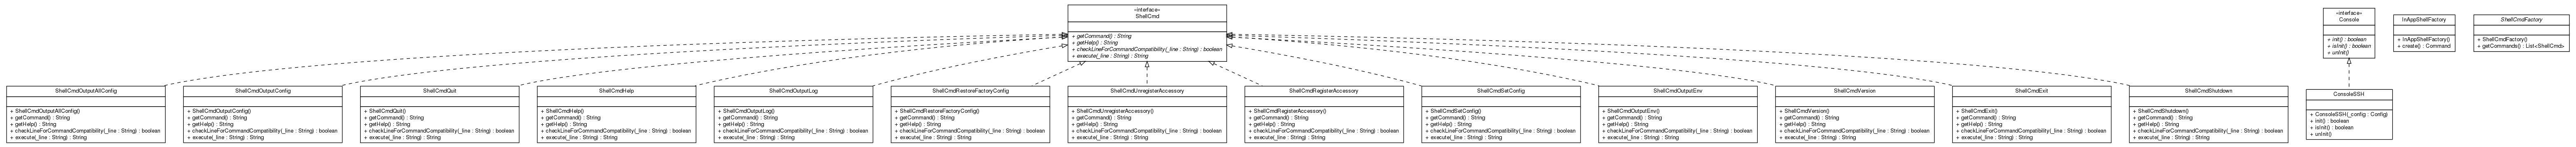 «interface»
ShellCmd
+ getCommand() : String
+ getHelp() : String
+ checkLineForCommandCompatibility(_line : String) : boolean
+ execute(_line : String) : String
«interface»
Console
+ init() : boolean
+ isInit() : boolean
+ unInit()
InAppShellFactory
+ InAppShellFactory()
+ create() : Command
ShellCmdFactory
+ ShellCmdFactory()
+ getCommands() : List<ShellCmd>
ShellCmdOutputAllConfig
+ ShellCmdOutputAllConfig()
+ getCommand() : String
+ getHelp() : String
+ checkLineForCommandCompatibility(_line : String) : boolean
+ execute(_line : String) : String
ShellCmdOutputConfig
+ ShellCmdOutputConfig()
+ getCommand() : String
+ getHelp() : String
+ checkLineForCommandCompatibility(_line : String) : boolean
+ execute(_line : String) : String
ShellCmdQuit
+ ShellCmdQuit()
+ getCommand() : String
+ getHelp() : String
+ checkLineForCommandCompatibility(_line : String) : boolean
+ execute(_line : String) : String
ShellCmdHelp
+ ShellCmdHelp()
+ getCommand() : String
+ getHelp() : String
+ checkLineForCommandCompatibility(_line : String) : boolean
+ execute(_line : String) : String
ShellCmdOutputLog
+ ShellCmdOutputLog()
+ getCommand() : String
+ getHelp() : String
+ checkLineForCommandCompatibility(_line : String) : boolean
+ execute(_line : String) : String
ShellCmdRestoreFactoryConfig
+ ShellCmdRestoreFactoryConfig()
+ getCommand() : String
+ getHelp() : String
+ checkLineForCommandCompatibility(_line : String) : boolean
+ execute(_line : String) : String
ShellCmdUnregisterAccessory
+ ShellCmdUnregisterAccessory()
+ getCommand() : String
+ getHelp() : String
+ checkLineForCommandCompatibility(_line : String) : boolean
+ execute(_line : String) : String
ShellCmdRegisterAccessory
+ ShellCmdRegisterAccessory()
+ getCommand() : String
+ getHelp() : String
+ checkLineForCommandCompatibility(_line : String) : boolean
+ execute(_line : String) : String
ShellCmdSetConfig
+ ShellCmdSetConfig()
+ getCommand() : String
+ getHelp() : String
+ checkLineForCommandCompatibility(_line : String) : boolean
+ execute(_line : String) : String
ShellCmdOutputEnv
+ ShellCmdOutputEnv()
+ getCommand() : String
+ getHelp() : String
+ checkLineForCommandCompatibility(_line : String) : boolean
+ execute(_line : String) : String
ShellCmdVersion
+ ShellCmdVersion()
+ getCommand() : String
+ getHelp() : String
+ checkLineForCommandCompatibility(_line : String) : boolean
+ execute(_line : String) : String
ShellCmdExit
+ ShellCmdExit()
+ getCommand() : String
+ getHelp() : String
+ checkLineForCommandCompatibility(_line : String) : boolean
+ execute(_line : String) : String
ShellCmdShutdown
+ ShellCmdShutdown()
+ getCommand() : String
+ getHelp() : String
+ checkLineForCommandCompatibility(_line : String) : boolean
+ execute(_line : String) : String
ConsoleSSH
+ ConsoleSSH(_config : Config)
+ init() : boolean
+ isInit() : boolean
+ unInit()